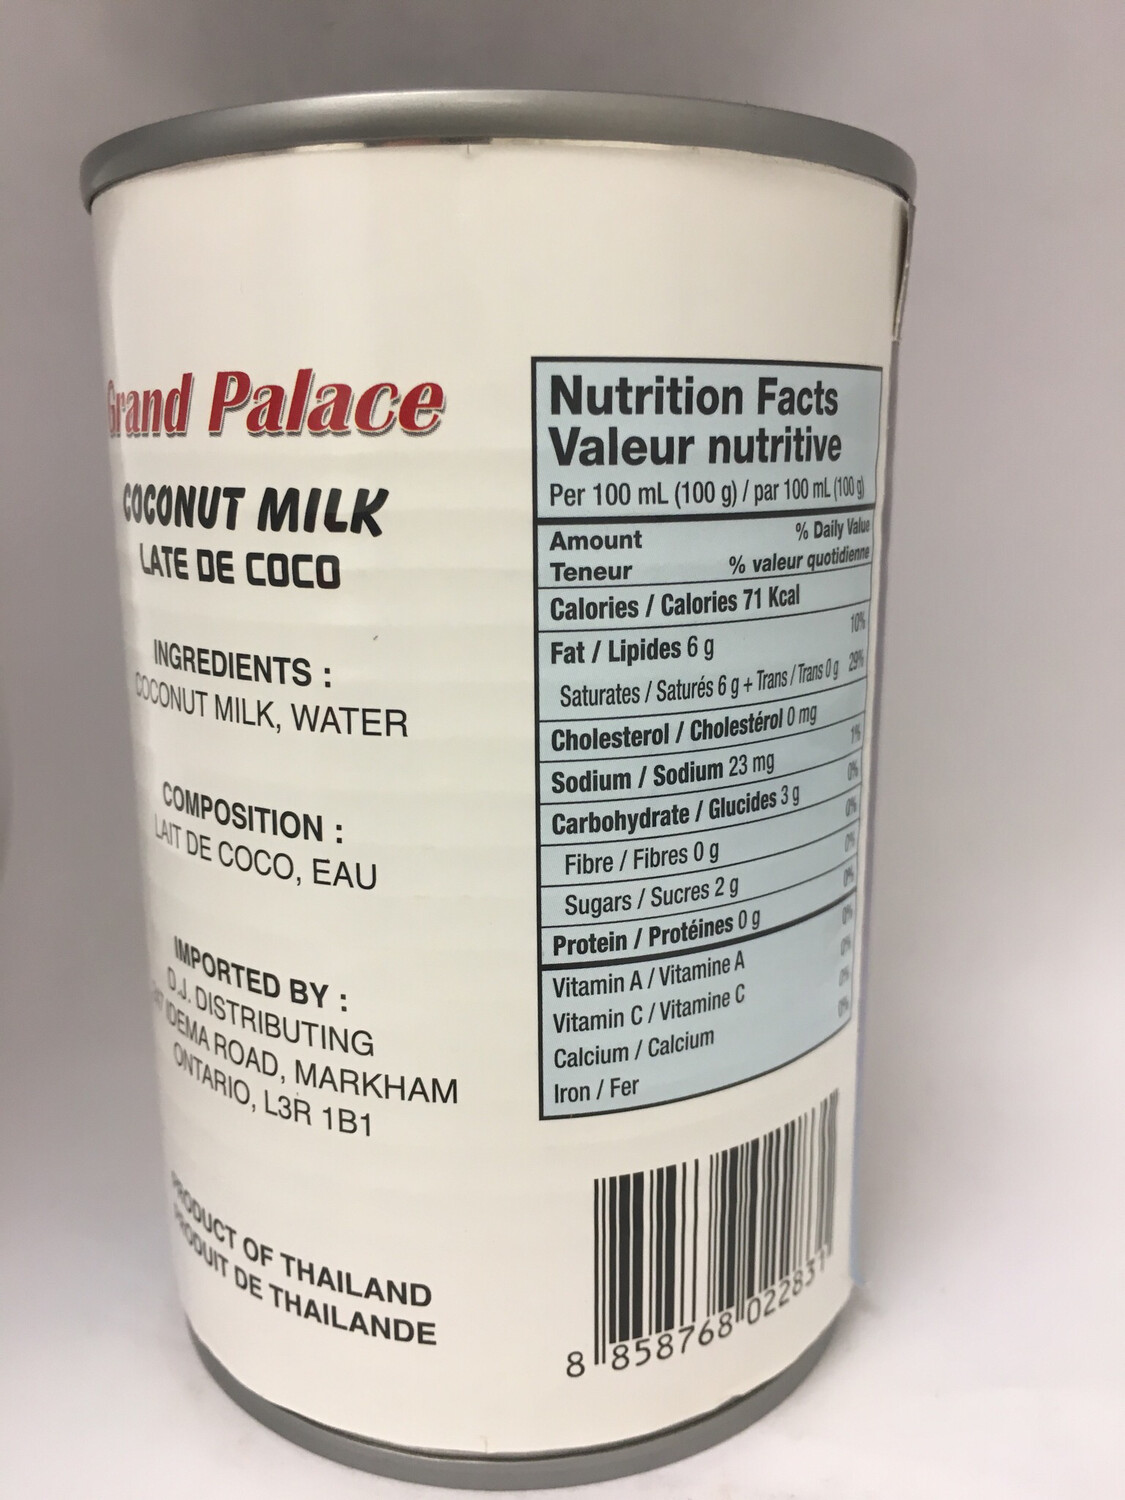 Grand Palace
COCONUT MILK
LATE DE COCO
INGREDIENTS :
COCONUT MILK, WATER
COMPOSITION :
LAIT DE COCO, EAU
IMPORTED BY :
D.J. DISTRIBUTING
IDEMA ROAD, MARKHAM
ONTARIO, L3R 1B1
PRODUCT OF THAILAND
PRODUIT DE THAILANDE
Nutrition Facts
Valeur nutritive
Per 100 mL (100 g) / par 100 mL (100 g)
Amount % Daily Value
Teneur % valeur quotidienne
Calories / Calories 71 Kcal
Fat / Lipides 6 g 10%
Saturates / Saturés 6 g + Trans / Trans 0 g 29%
Cholesterol / Cholestérol 0 mg
Sodium / Sodium 23 mg 1%
Carbohydrate / Glucides 3 g 0%
Fibre / Fibres 0 g 0%
Sugars / Sucres 2 g 0%
Protein / Protéines 0 g 0%
Vitamin A / Vitamine A 0%
Vitamin C / Vitamine C 0%
Calcium / Calcium 0%
Iron / Fer 0%
8 858768 022831